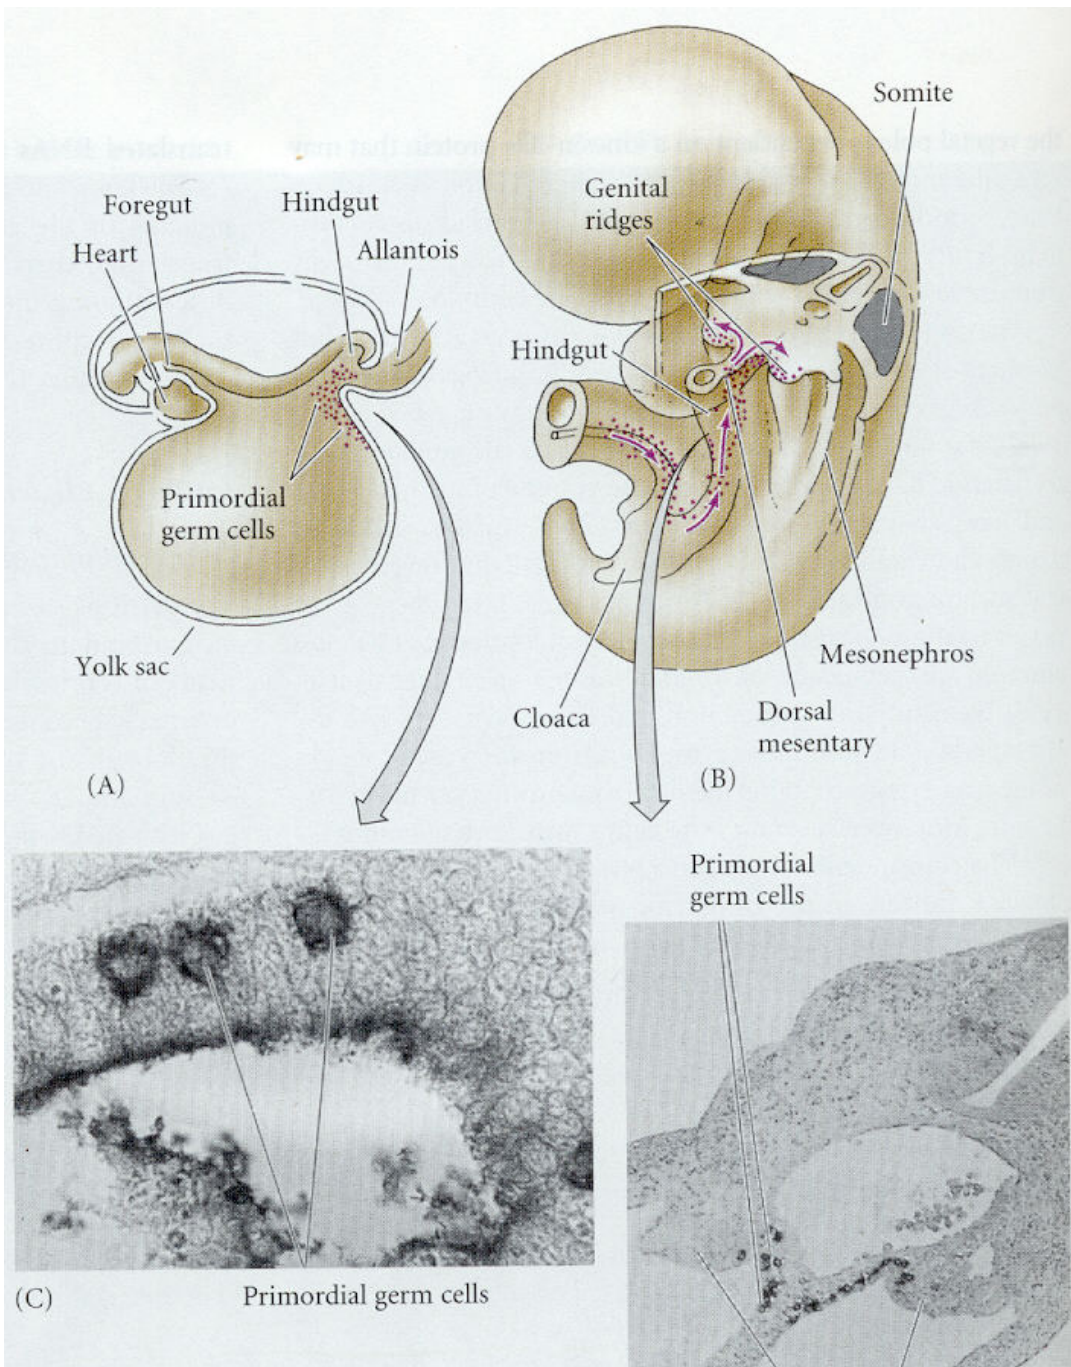 Somite
Genital
ridges
Foregut
Hindgut
Heart
Allantois
Hindgut
Primordial
germ cells
Yolk sac
Mesonephros
Cloaca
Dorsal
mesentary
(A)
(B)
Primordial
germ cells
(C)
Primordial germ cells